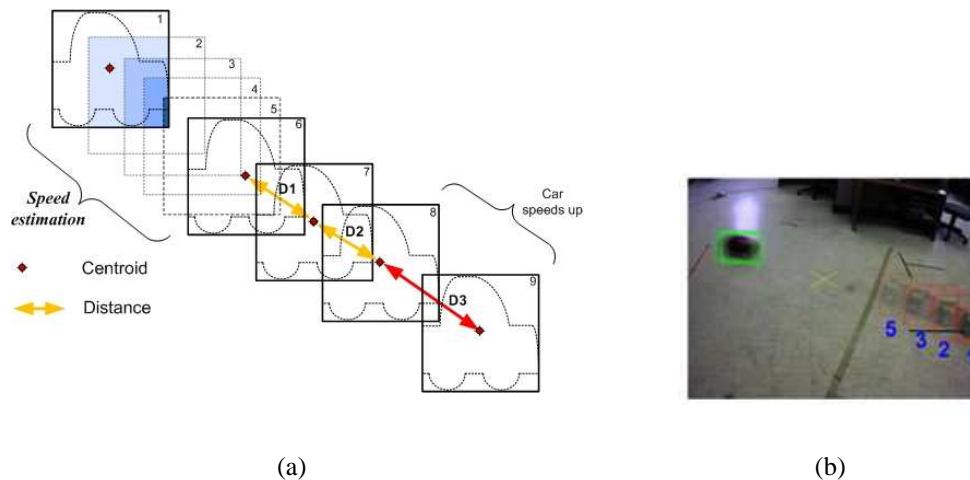 1
2
3
4
5
6
7
8
9
D1
D2
D3
Speed
estimation
Car
speeds up
Centroid
Distance
5
3
2
(a)
(b)